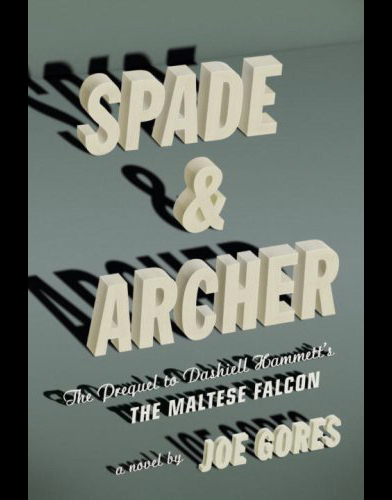 SPADE
&
ARCHER
The Prequel to Dashiell Hammett's
THE MALTESE FALCON
a novel by JOE GORES